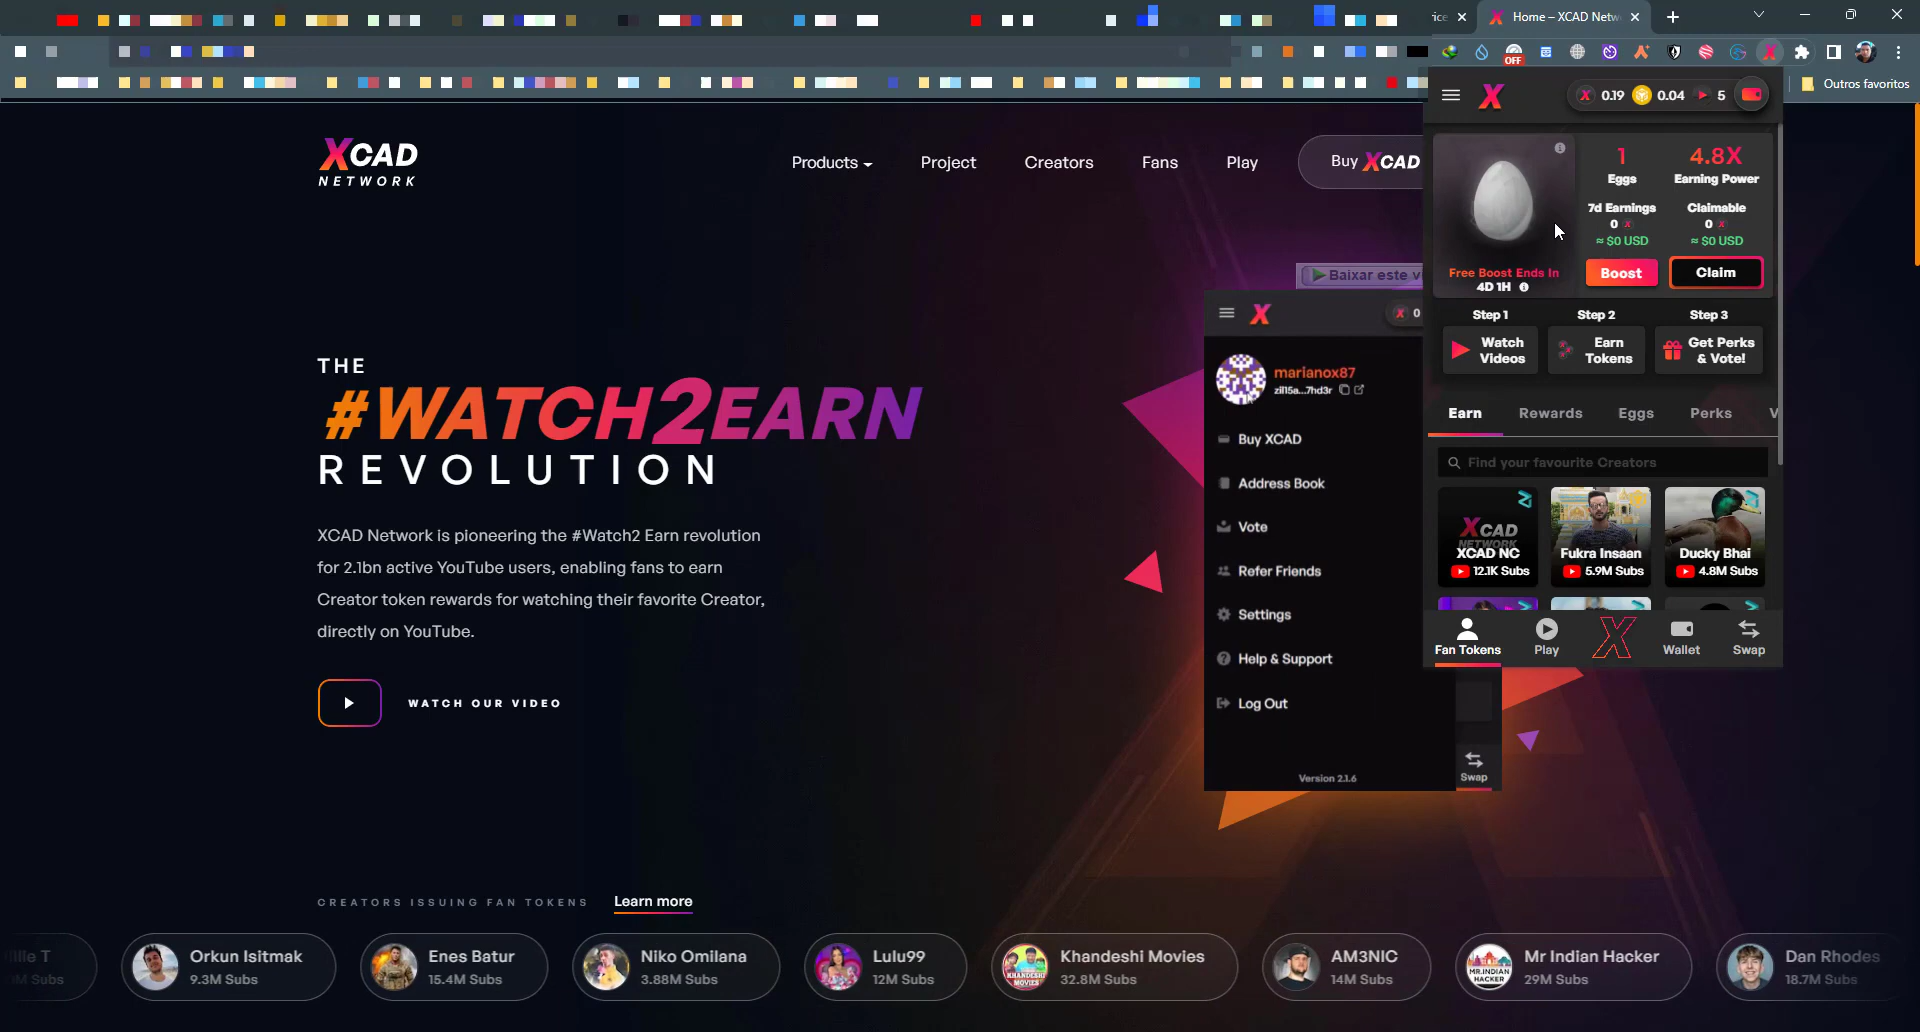 Home – XCAD Netw
OFF
Outros favoritos
XCAD
NETWORK
Products
Project
Creators
Fans
Play
Buy XCAD
Baixar este v
THE
#WATCH2EARN
REVOLUTION
XCAD Network is pioneering the #Watch2 Earn revolution
for 2.1bn active YouTube users, enabling fans to earn
Creator token rewards for watching their favorite Creator,
directly on YouTube.
WATCH OUR VIDEO
CREATORS ISSUING FAN TOKENS
Learn more
Orkun Isitmak
9.3M Subs
Enes Batur
15.4M Subs
Niko Omilana
3.88M Subs
Lulu99
12M Subs
Khandeshi Movies
32.8M Subs
AM3NIC
14M Subs
Mr Indian Hacker
29M Subs
Dan Rhodes
18.7M Subs
X 0
marianox87
zil15a...7hd3r
Buy XCAD
Address Book
Vote
Refer Friends
Settings
Help & Support
Log Out
Version 2.1.6
Swap
X 0.19 0.04 5
1
Eggs
4.8X
Earning Power
7d Earnings
0
≈ $0 USD
Claimable
0
≈ $0 USD
Free Boost Ends In
4D 1H
Boost
Claim
Step 1
Watch
Videos
Step 2
Earn
Tokens
Step 3
Get Perks
& Vote!
Earn
Rewards
Eggs
Perks
V
Find your favourite Creators
XCAD
NETWORK
XCAD NC
12.1K Subs
Fukra Insaan
5.9M Subs
Ducky Bhai
4.8M Subs
Fan Tokens
Play
Wallet
Swap